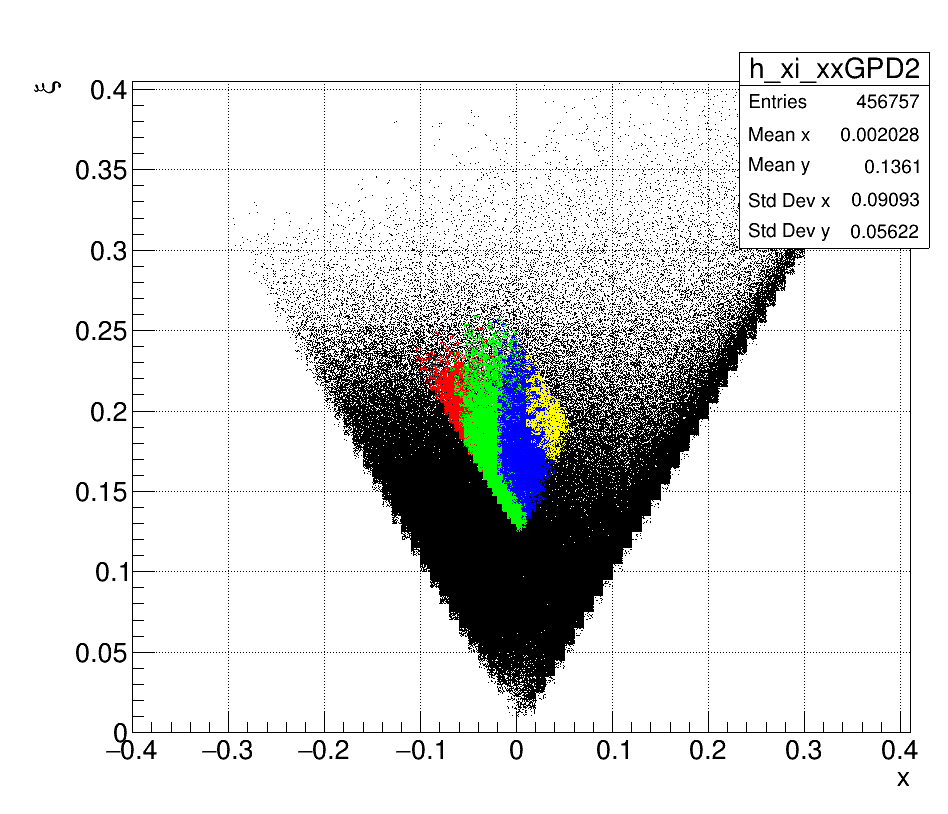 h_xi_xxGPD2
Entries 456757
Mean x 0.002028
Mean y 0.1361
Std Dev x 0.09093
Std Dev y 0.05622
ξ
0.4
0.35
0.3
0.25
0.2
0.15
0.1
0.05
0
−0.4 −0.3 −0.2 −0.1 0 0.1 0.2 0.3 0.4
x